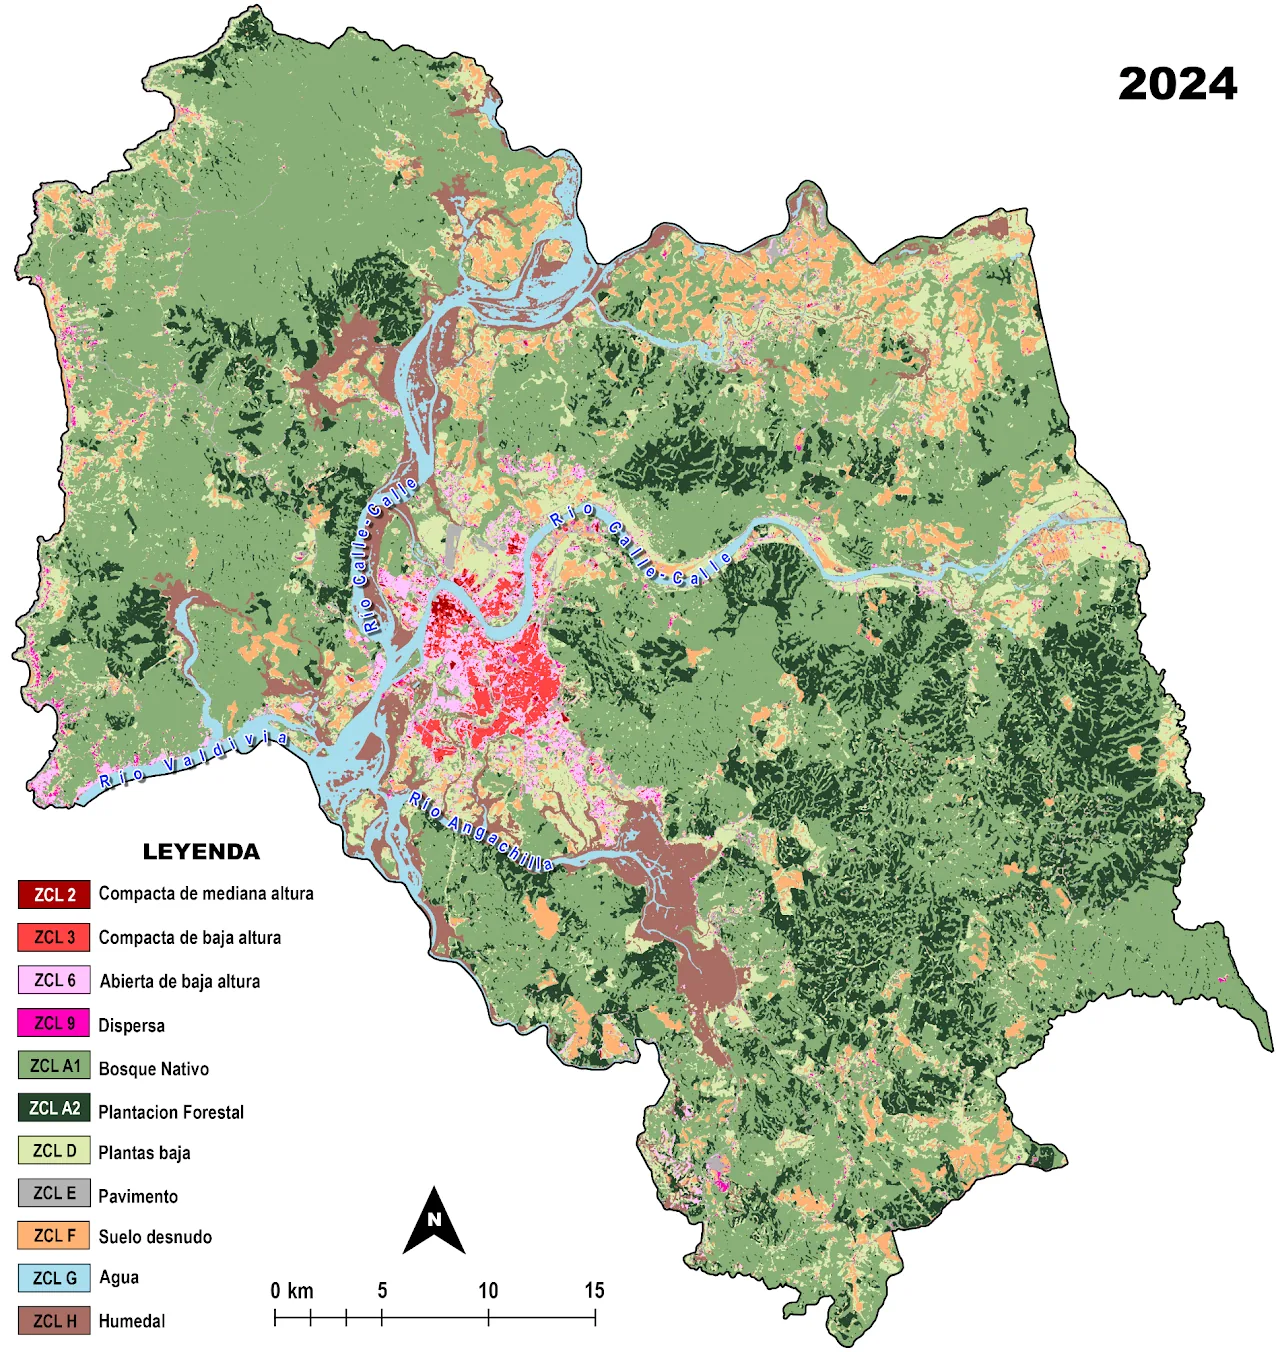 2024
Río Calle-Calle
Río Calle-Calle
Río Valdivia
Río Angachilla
LEYENDA
ZCL 2 Compacta de mediana altura
ZCL 3 Compacta de baja altura
ZCL 6 Abierta de baja altura
ZCL 9 Dispersa
ZCL A1 Bosque Nativo
ZCL A2 Plantacion Forestal
ZCL D Plantas baja
ZCL E Pavimento
ZCL F Suelo desnudo
ZCL G Agua
ZCL H Humedal
N
0 km 5 10 15